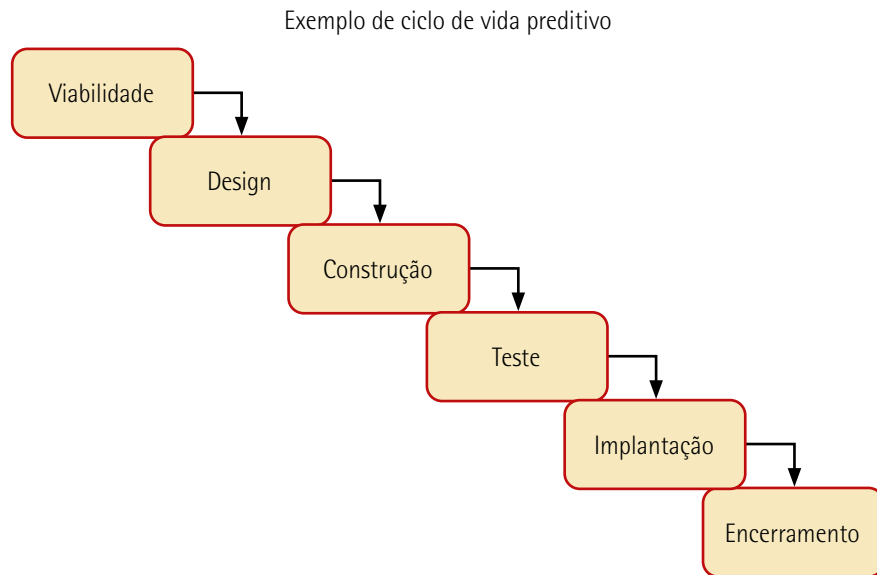 Exemplo de ciclo de vida preditivo
Viabilidade
Design
Construção
Teste
Implantação
Encerramento